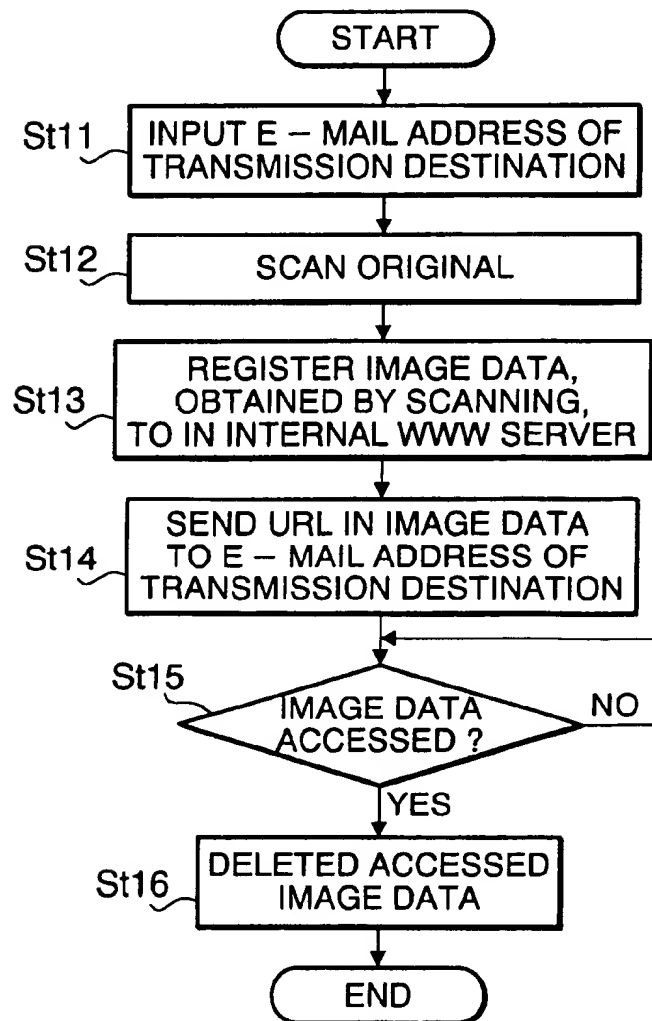 START
St11
INPUT E – MAIL ADDRESS OF
TRANSMISSION DESTINATION
St12
SCAN ORIGINAL
St13
REGISTER IMAGE DATA,
OBTAINED BY SCANNING,
TO IN INTERNAL WWW SERVER
St14
SEND URL IN IMAGE DATA
TO E – MAIL ADDRESS OF
TRANSMISSION DESTINATION
St15
IMAGE DATA
ACCESSED ?
NO
YES
St16
DELETED ACCESSED
IMAGE DATA
END